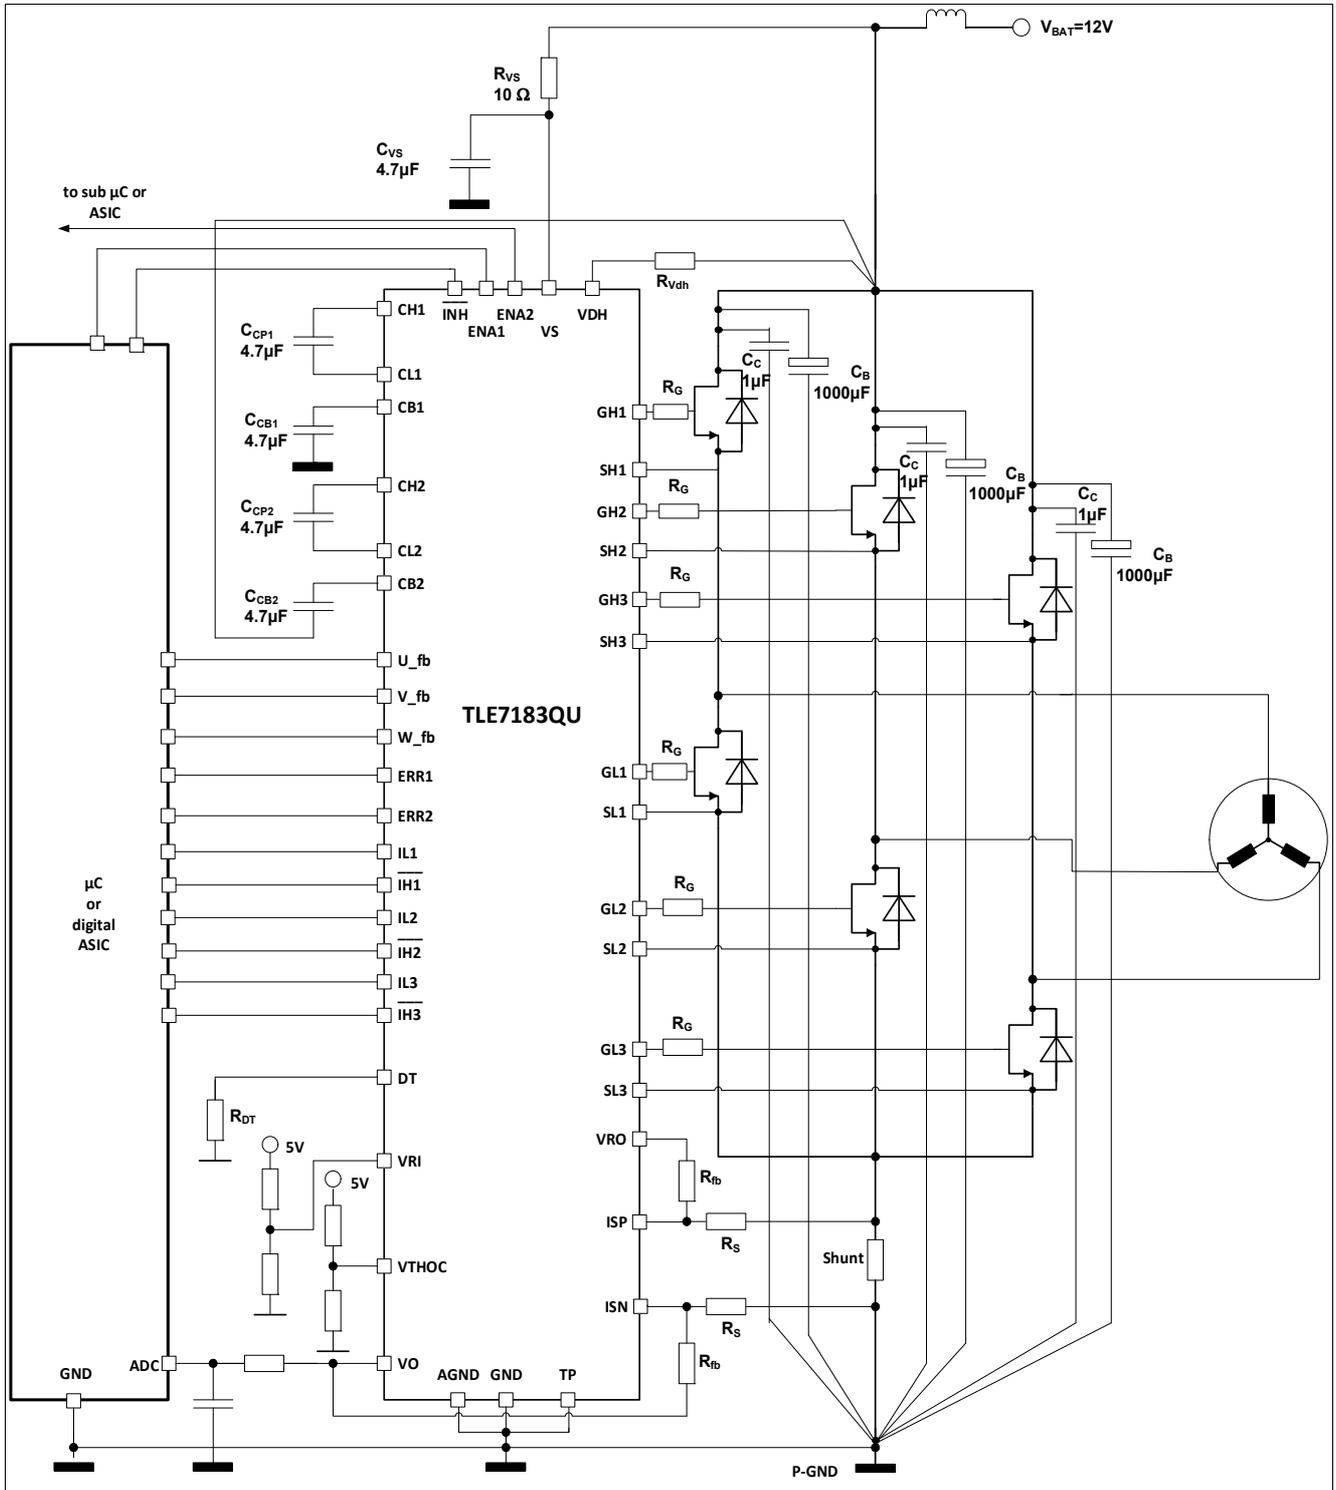 V_BAT=12V
R_VS
10 Ω
C_VS
4.7µF
to sub µC or
ASIC
R_Vdh
INH
ENA1
ENA2
VS
VDH
CH1
C_CP1
4.7µF
CL1
CB1
C_CB1
4.7µF
CH2
C_CP2
4.7µF
CL2
CB2
C_CB2
4.7µF
U_fb
V_fb
W_fb
ERR1
ERR2
IL1
IH1
IL2
IH2
IL3
IH3
DT
R_DT
5V
VRI
5V
VTHOC
VO
ADC
GND
µC
or
digital
ASIC
TLE7183QU
AGND
GND
TP
GH1
R_G
SH1
GH2
R_G
SH2
GH3
R_G
SH3
GL1
R_G
SL1
GL2
R_G
SL2
GL3
R_G
SL3
VRO
R_fb
ISP
R_S
Shunt
ISN
R_S
R_fb
C_C
1µF
C_B
1000µF
C_C
1µF
C_B
1000µF
C_C
1µF
C_B
1000µF
P-GND